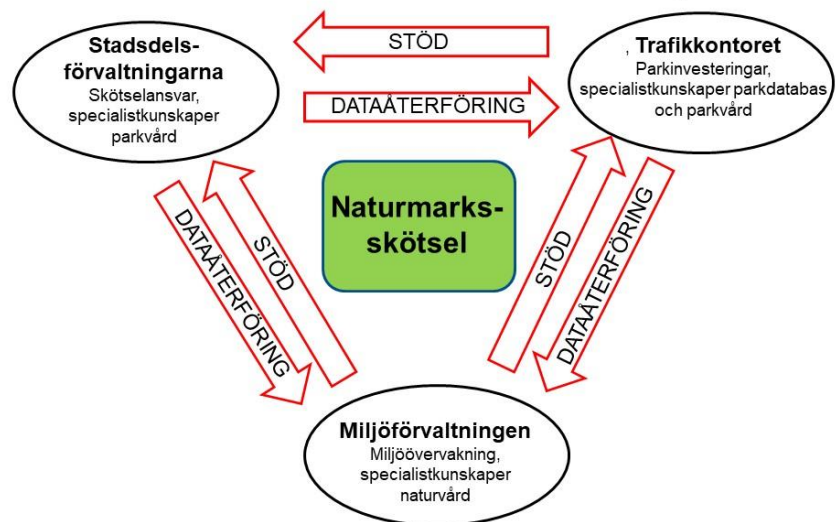 Stadsdels-
förvaltningarna
Skötselansvar,
specialistkunskaper
parkvård
STÖD
DATAÅTERFÖRING
, Trafikkontoret
Parkinvesteringar,
specialistkunskaper parkdatabas
och parkvård
Naturmarks-
skötsel
DATAÅTERFÖRING
STÖD
STÖD
DATAÅTERFÖRING
Miljöförvaltningen
Miljöövervakning,
specialistkunskaper
naturvård